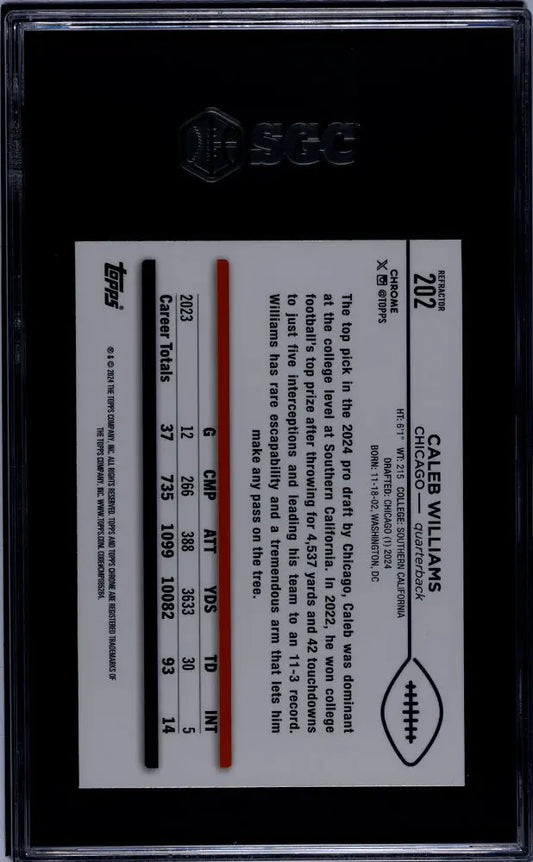 SGC
REFRACTOR
202
CHROME
X @TOPPS
CALEB WILLIAMS
CHICAGO — quarterback
HT: 6'1" WT: 215 COLLEGE: SOUTHERN CALIFORNIA
DRAFTED: CHICAGO (1) 2024
BORN: 11-18-02, WASHINGTON, DC
The top pick in the 2024 pro draft by Chicago, Caleb was dominant
at the college level at Southern California. In 2022, he won college
football's top prize after throwing for 4,537 yards and 42 touchdowns
to just five interceptions and leading his team to an 11-3 record.
Williams has rare escapability and a tremendous arm that lets him
make any pass on the tree.
G CMP ATT YDS TD INT
2023 12 266 388 3633 30 5
Career Totals 37 735 1099 10082 93 14
topps
® & © 2024 THE TOPPS COMPANY, INC. ALL RIGHTS RESERVED. TOPPS AND TOPPS CHROME ARE REGISTERED TRADEMARKS OF
THE TOPPS COMPANY, INC. WWW.TOPPS.COM.